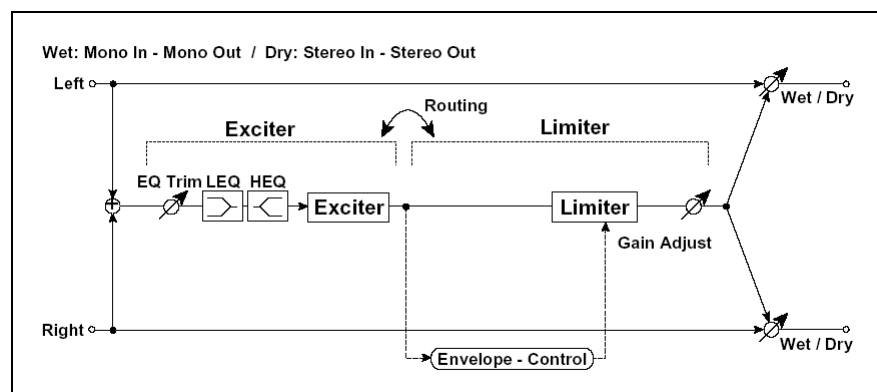 Wet: Mono In - Mono Out / Dry: Stereo In - Stereo Out
Left
Wet / Dry
Routing
Exciter
Limiter
EQ Trim LEQ HEQ
Exciter
Limiter
Gain Adjust
Right
Wet / Dry
Envelope - Control